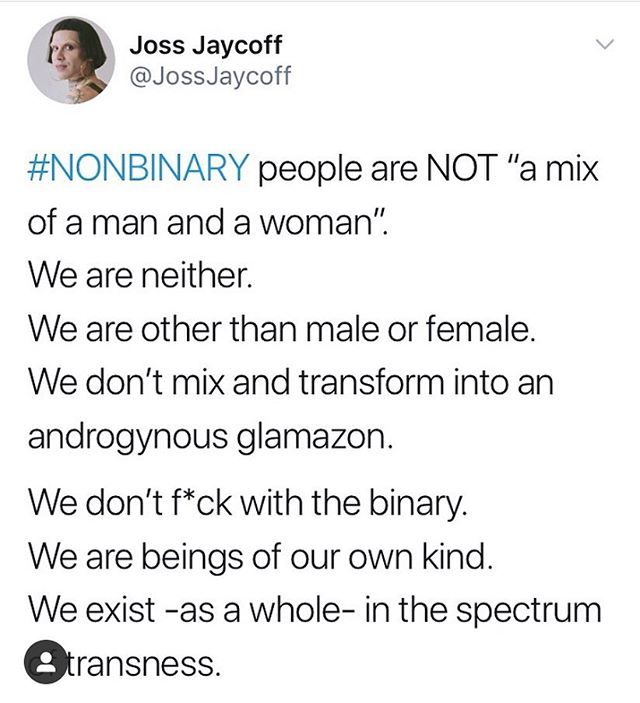 Joss Jaycoff
@JossJaycoff
#NONBINARY people are NOT "a mix
of a man and a woman".
We are neither.
We are other than male or female.
We don't mix and transform into an
androgynous glamazon.
We don't f*ck with the binary.
We are beings of our own kind.
We exist -as a whole- in the spectrum
transness.